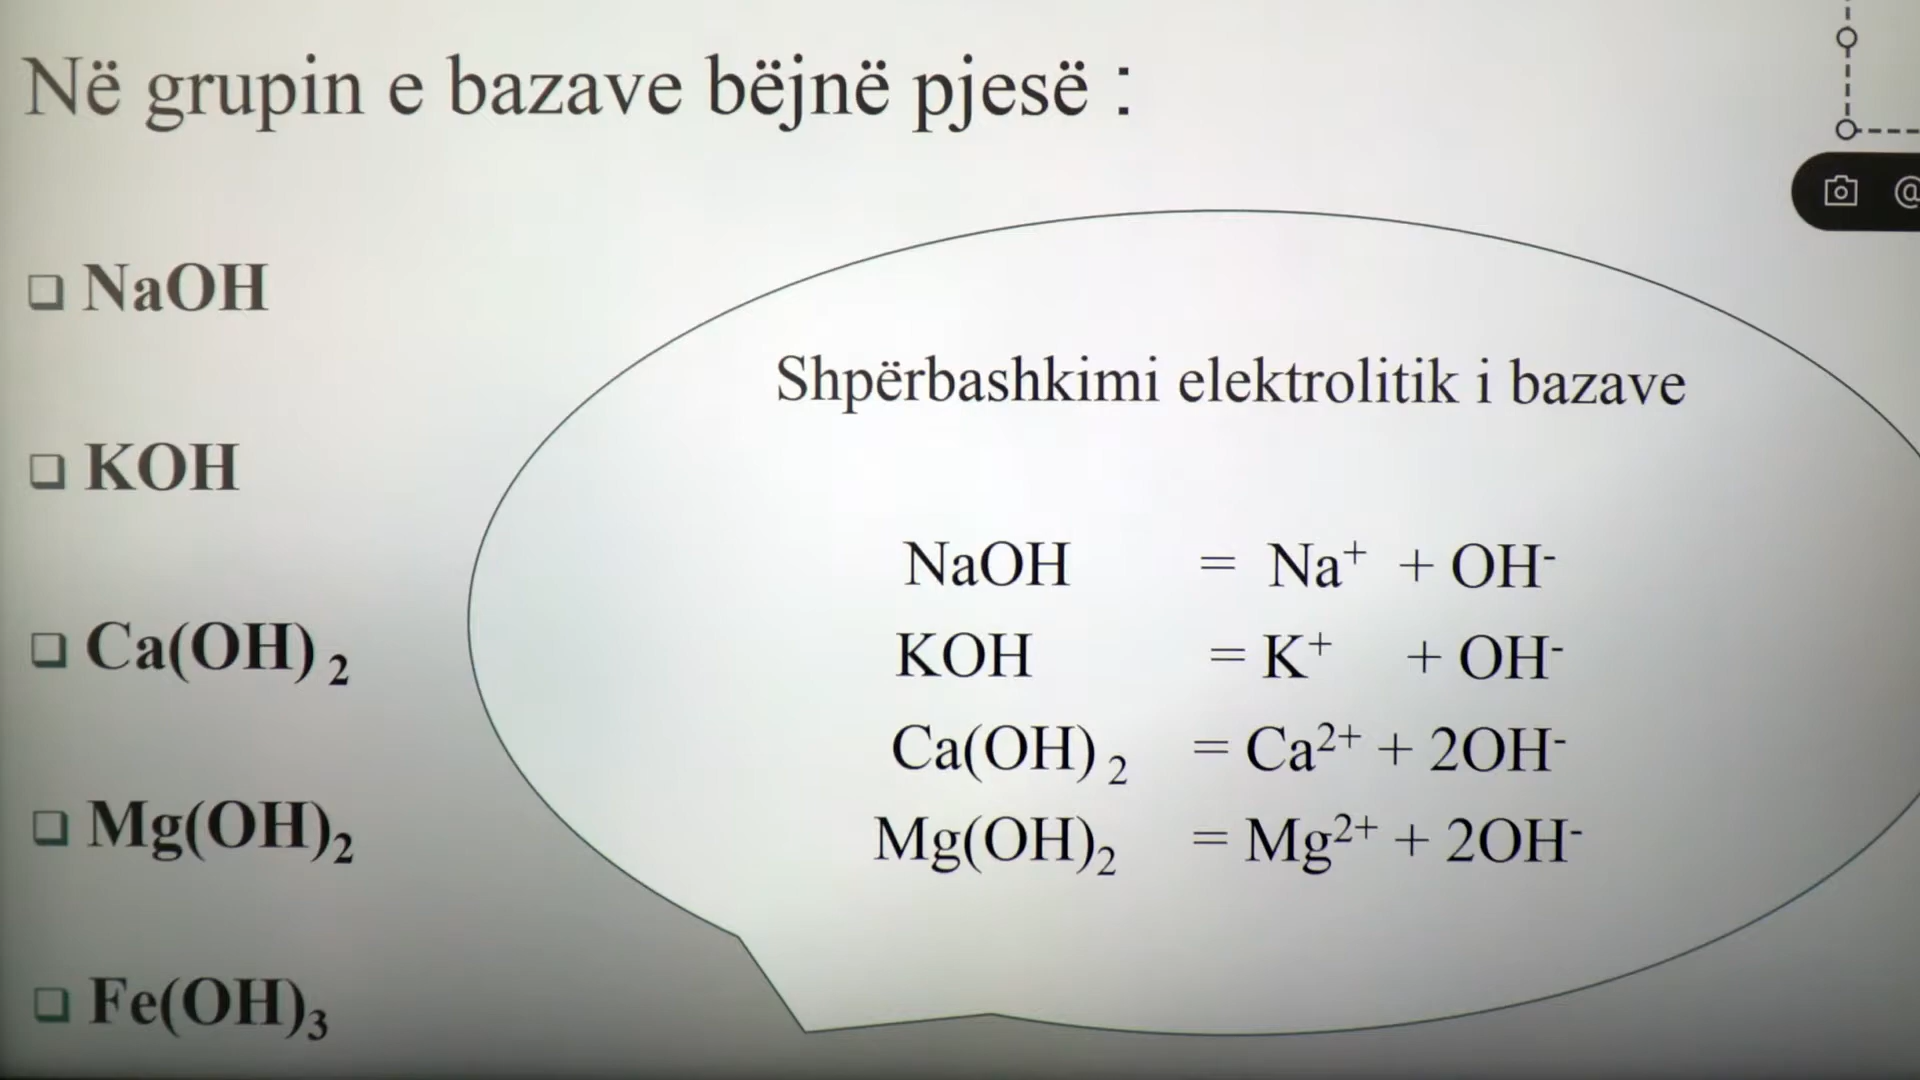 Në grupin e bazave bëjnë pjesë :
❑ NaOH
❑ KOH
❑ Ca(OH) ₂
❑ Mg(OH)₂
❑ Fe(OH)₃
Shpërbashkimi elektrolitik i bazave
NaOH = Na⁺ + OH⁻
KOH = K⁺ + OH⁻
Ca(OH) ₂ = Ca²⁺ + 2OH⁻
Mg(OH)₂ = Mg²⁺ + 2OH⁻
@